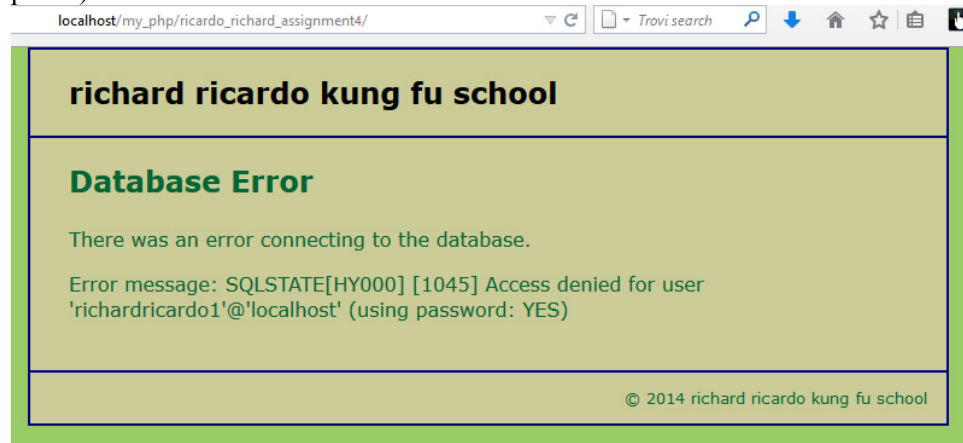 localhost/my_php/ricardo_richard_assignment4/
Trovi search
richard ricardo kung fu school
Database Error
There was an error connecting to the database.
Error message: SQLSTATE[HY000] [1045] Access denied for user
'richardricardo1'@'localhost' (using password: YES)
© 2014 richard ricardo kung fu school